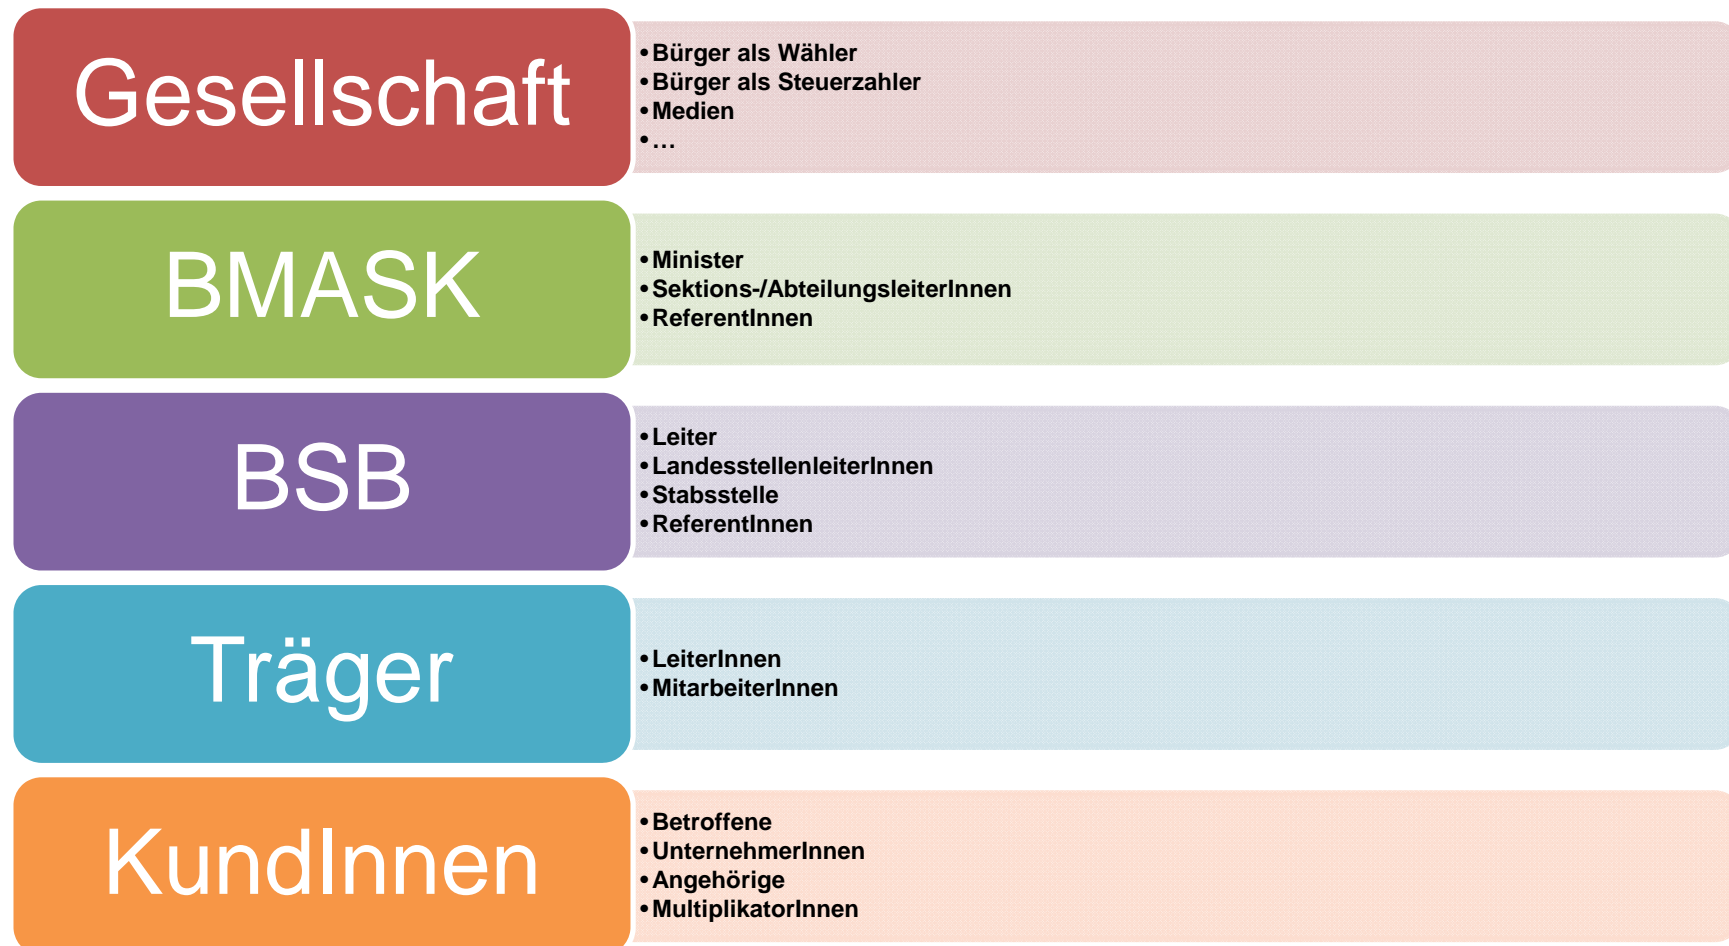 Gesellschaft
•Bürger als Wähler
•Bürger als Steuerzahler
•Medien
•…
BMASK
•Minister
•Sektions-/AbteilungsleiterInnen
•ReferentInnen
BSB
•Leiter
•LandesstellenleiterInnen
•Stabsstelle
•ReferentInnen
Träger
•LeiterInnen
•MitarbeiterInnen
KundInnen
•Betroffene
•UnternehmerInnen
•Angehörige
•MultiplikatorInnen